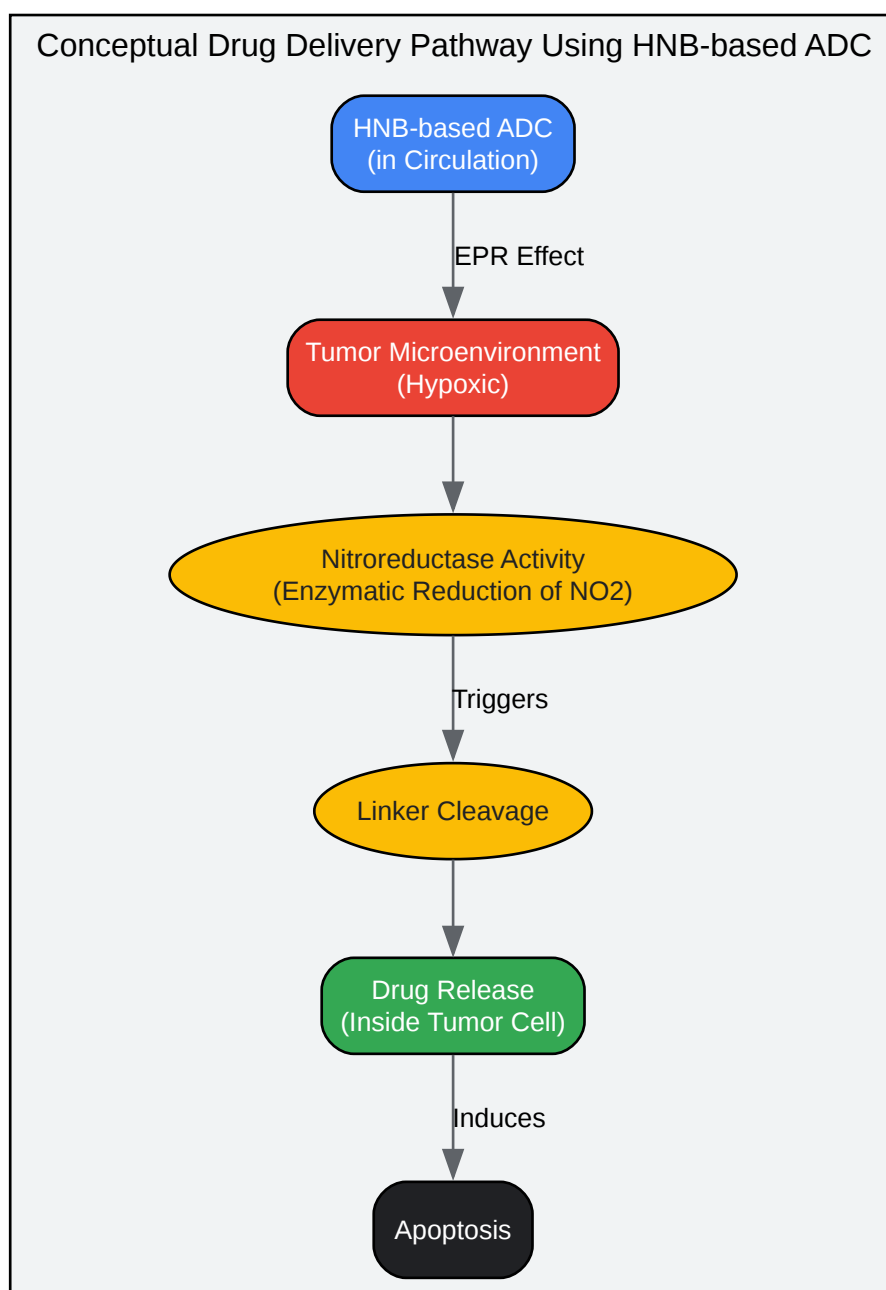 Conceptual Drug Delivery Pathway Using HNB-based ADC
HNB-based ADC
(in Circulation)
EPR Effect
Tumor Microenvironment
(Hypoxic)
Nitroreductase Activity
(Enzymatic Reduction of NO2)
Triggers
Linker Cleavage
Drug Release
(Inside Tumor Cell)
Induces
Apoptosis